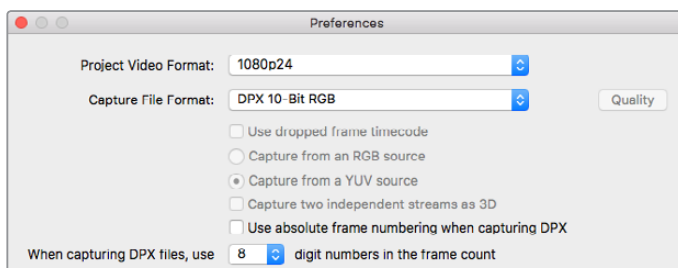 Preferences
Project Video Format: 1080p24
Capture File Format: DPX 10-Bit RGB Quality
Use dropped frame timecode
Capture from an RGB source
Capture from a YUV source
Capture two independent streams as 3D
Use absolute frame numbering when capturing DPX
When capturing DPX files, use 8 digit numbers in the frame count